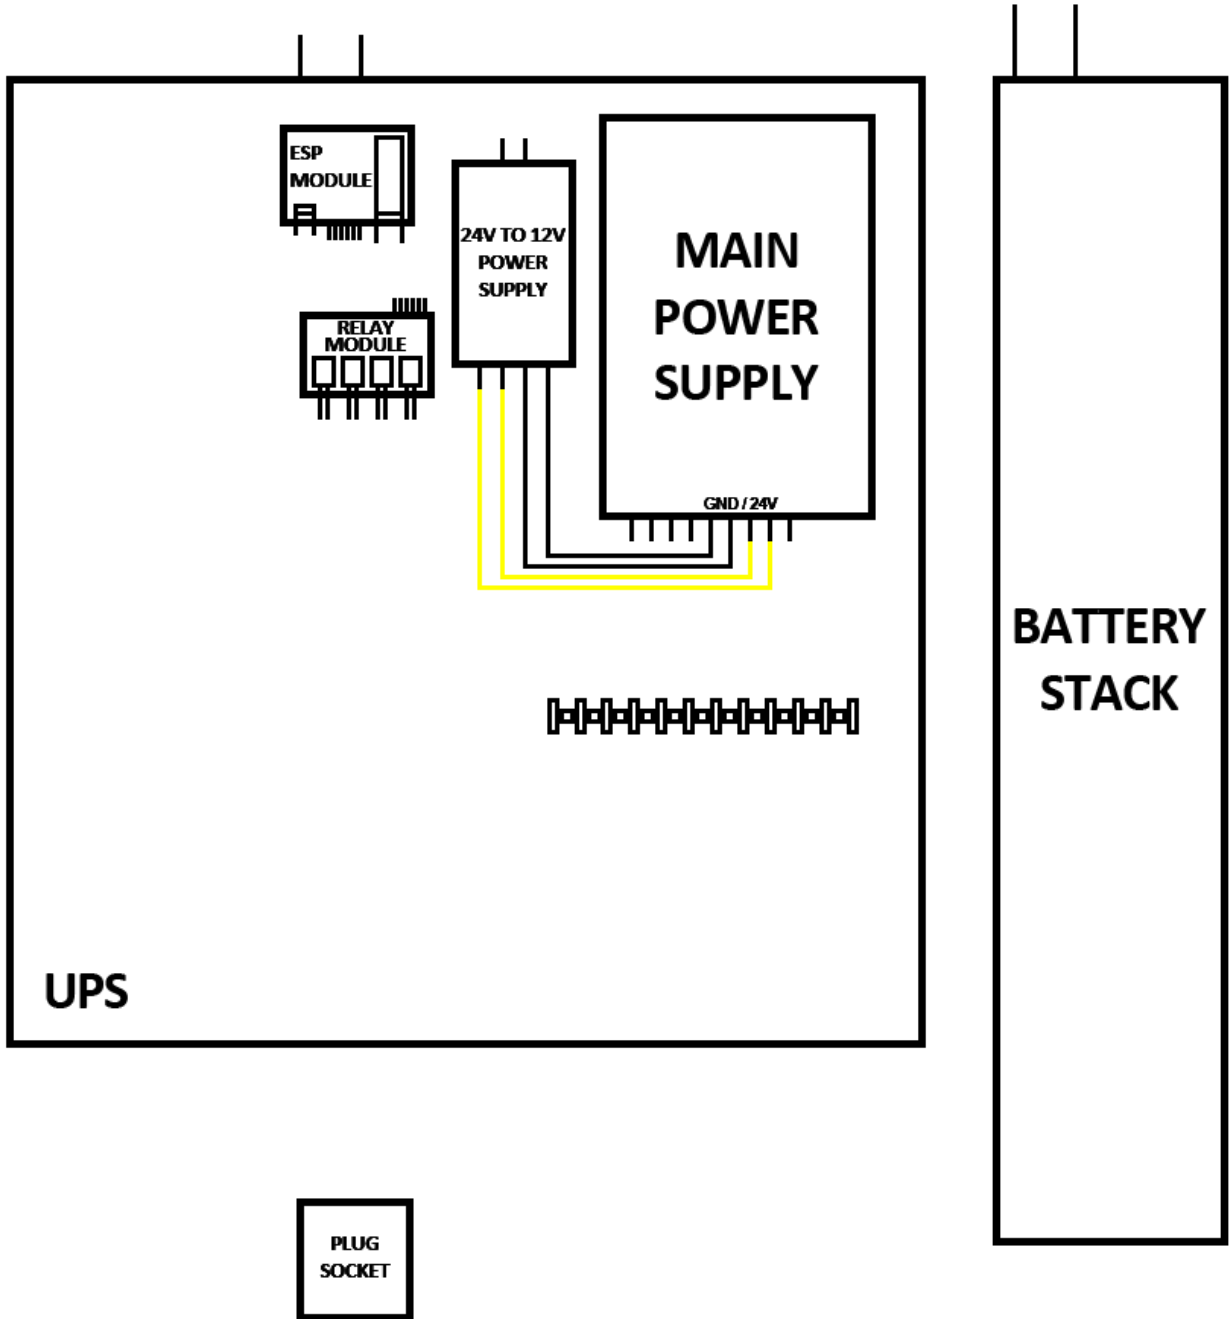 ESP
MODULE
24V TO 12V
POWER
SUPPLY
MAIN
POWER
SUPPLY
RELAY
MODULE
GND / 24V
BATTERY
STACK
UPS
PLUG
SOCKET